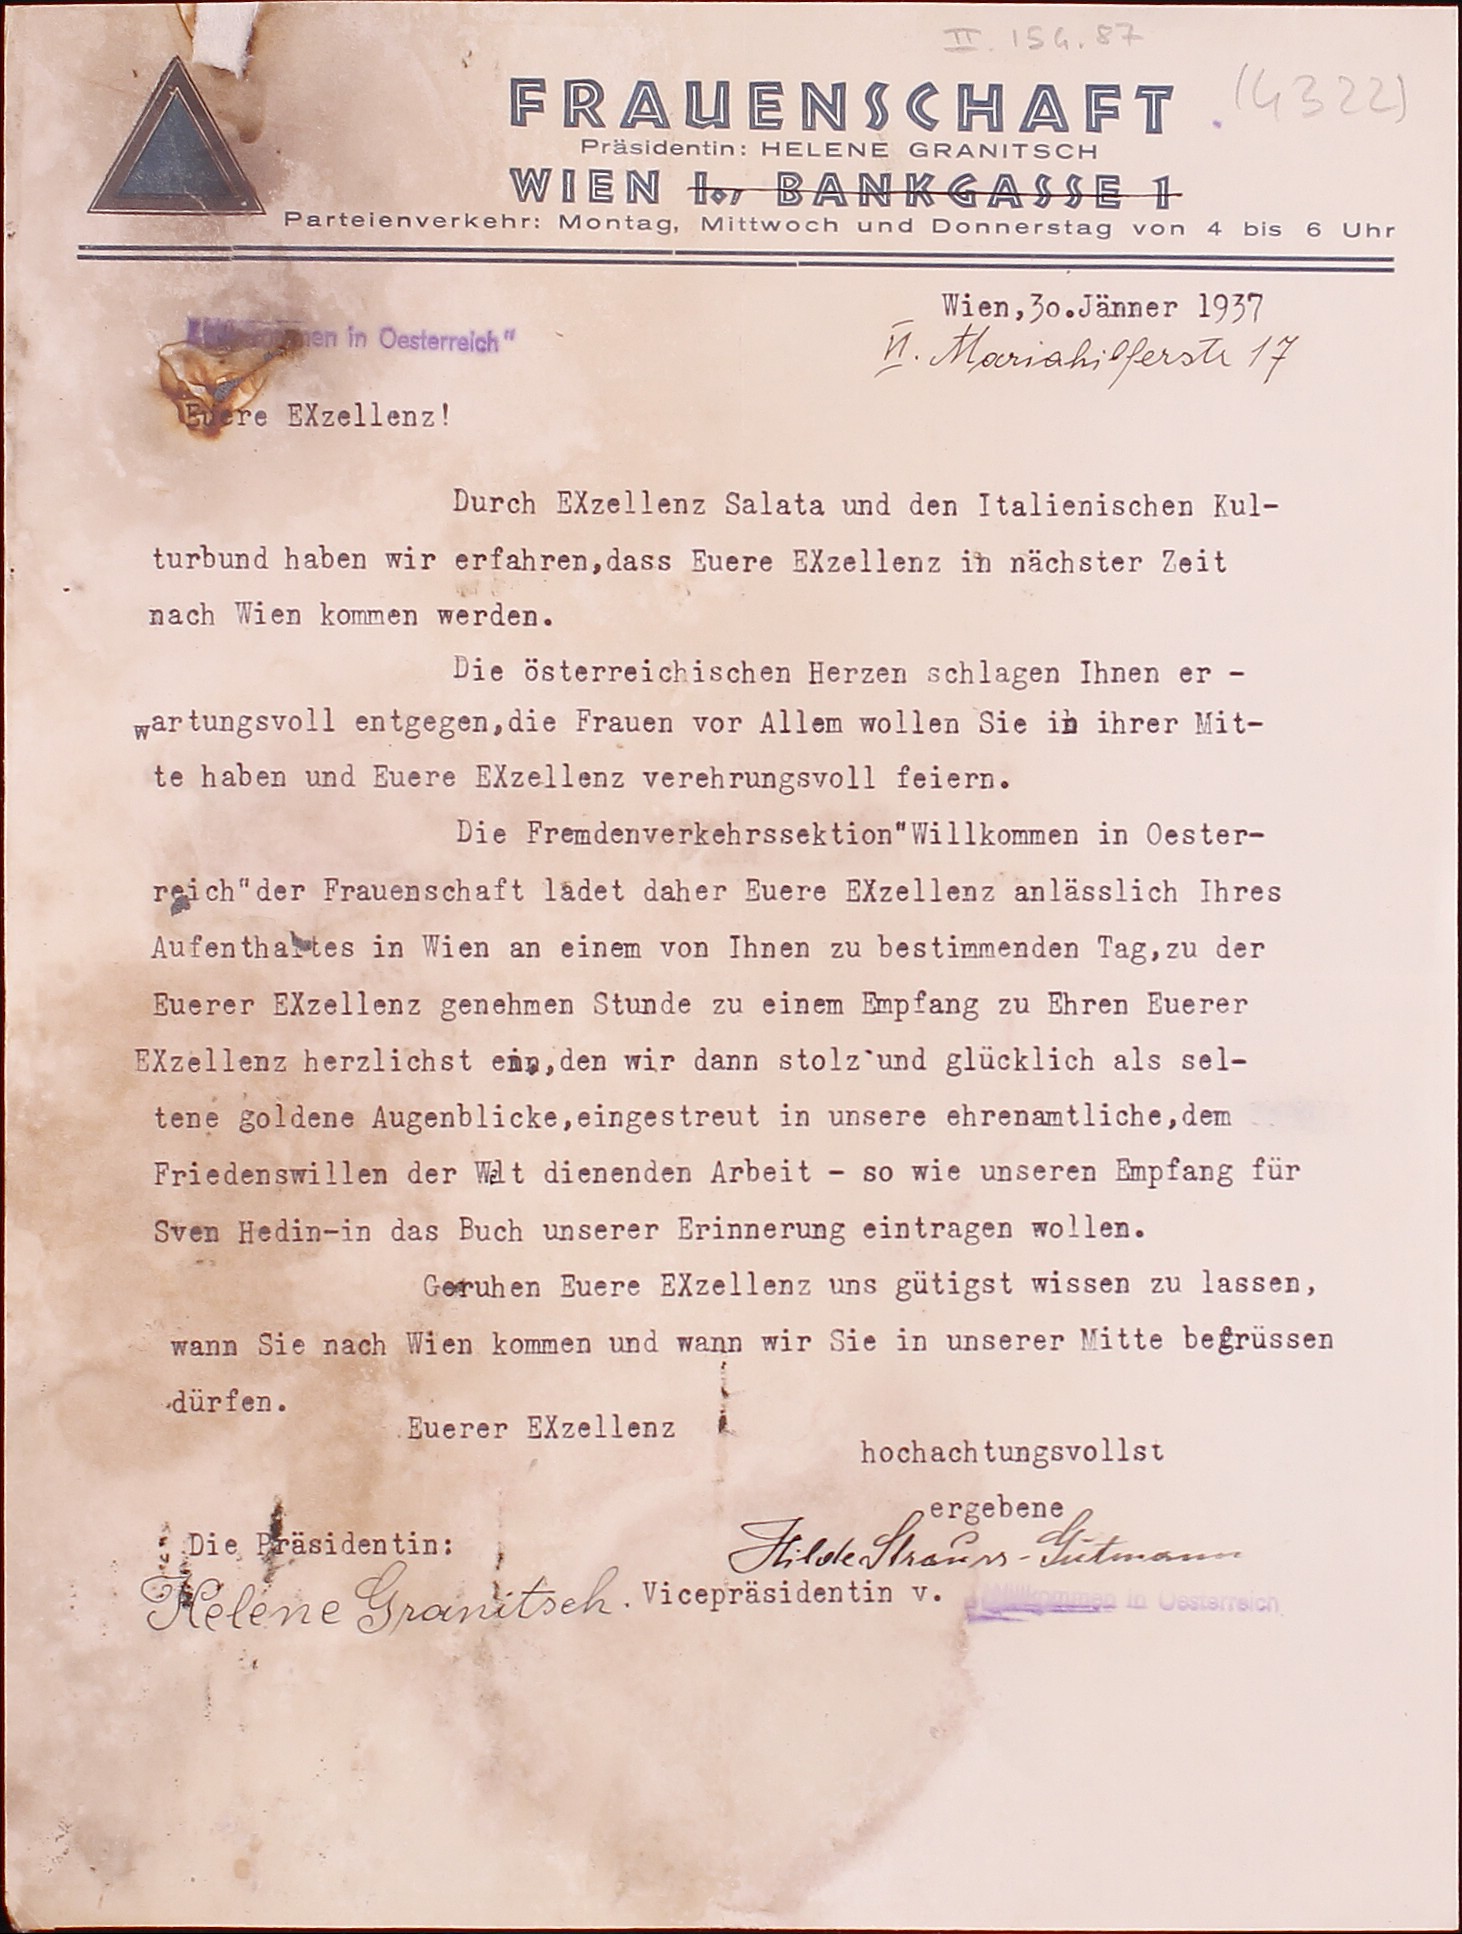 II. 154.87
(4322)
FRAUENSCHAFT
Präsidentin: HELENE GRANITSCH
WIEN I., BANKGASSE 1
Parteienverkehr: Montag, Mittwoch und Donnerstag von 4 bis 6 Uhr
Wien,30.Jänner 1937
VI. Mariahilferstr 17
in Oesterreich"
Euere EXzellenz!
Durch EXzellenz Salata und den Italienischen Kul-
turbund haben wir erfahren,dass Euere EXzellenz in nächster Zeit
nach Wien kommen werden.
Die österreichischen Herzen schlagen Ihnen er -
wartungsvoll entgegen,die Frauen vor Allem wollen Sie in ihrer Mit-
te haben und Euere EXzellenz verehrungsvoll feiern.
Die Fremdenverkehrssektion"Willkommen in Oester-
reich"der Frauenschaft ladet daher Euere EXzellenz anlässlich Ihres
Aufenthaltes in Wien an einem von Ihnen zu bestimmenden Tag,zu der
Euerer EXzellenz genehmen Stunde zu einem Empfang zu Ehren Euerer
EXzellenz herzlichst ein,den wir dann stolz und glücklich als sel-
tene goldene Augenblicke,eingestreut in unsere ehrenamtliche,dem
Friedenswillen der Welt dienenden Arbeit - so wie unseren Empfang für
Sven Hedin-in das Buch unserer Erinnerung eintragen wollen.
Geruhen Euere EXzellenz uns gütigst wissen zu lassen,
wann Sie nach Wien kommen und wann wir Sie in unserer Mitte begrüssen
dürfen.
Euerer EXzellenz
hochachtungsvollst
ergebene
Die Präsidentin:
Hilde Strauss-Gutmann
Helene Granitsch.
Vicepräsidentin v.
Willkommen in Oesterreich